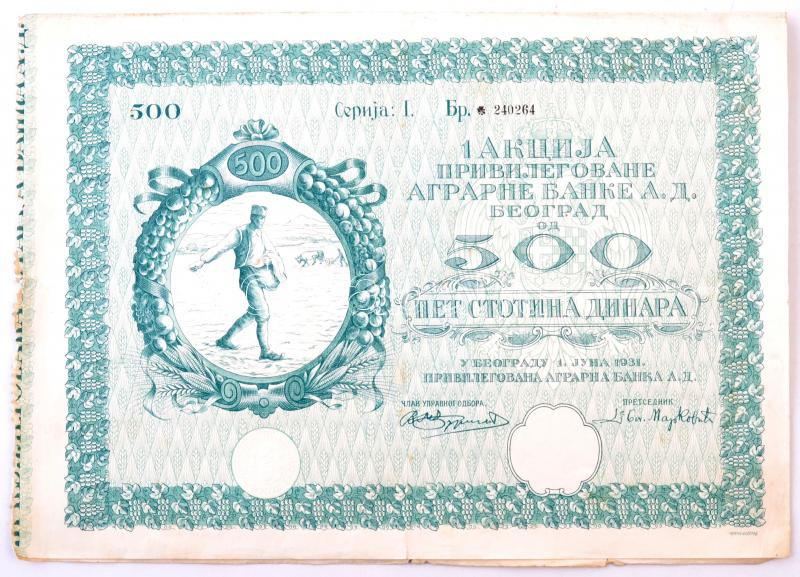 500
Серија: I. Бр. * 240264
500
1 АКЦИЈА
ПРИВИЛЕГОВАНЕ
АГРАРНЕ БАНКЕ А.Д.
БЕОГРАД
ОД
500
ПЕТ СТОТИНА ДИНАРА
У БЕОГРАДУ 1. ЈУНА 1931.
ПРИВИЛЕГОВАНА АГРАРНА БАНКА А.Д.
ЧЛАН УПРАВНОГ ОДБОРА,
ПРЕТСЕДНИК